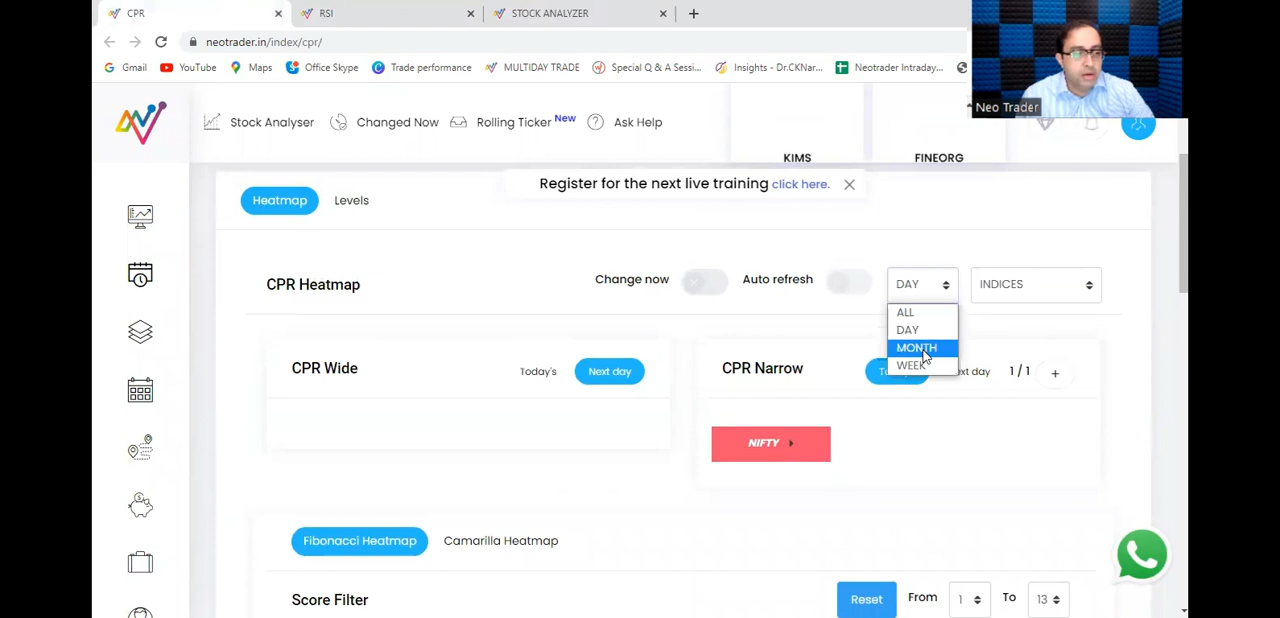 CPR
RSI
STOCK ANALYZER
neotrader.in/index/cpr/
Gmail
YouTube
Maps
Office Skype
Trade performance...
MULTIDAY TRADE
Special Q & A Sessi...
Insights - Dr.CKNar...
Neotrader Intraday...
Neo Trader
Stock Analyzer
Changed Now
Rolling Ticker New
Ask Help
KIMS
FINEORG
Register for the next live training click here.
Heatmap
Levels
CPR Heatmap
Change now
Auto refresh
DAY
INDICES
ALL
DAY
MONTH
WEEK
CPR Wide
Today's
Next day
CPR Narrow
1 / 1
+
NIFTY
Fibonacci Heatmap
Camarilla Heatmap
Score Filter
Reset
From
1
To
13